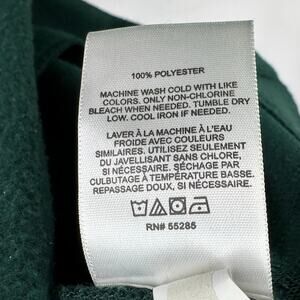 100% POLYESTER
MACHINE WASH COLD WITH LIKE
COLORS. ONLY NON-CHLORINE
BLEACH WHEN NEEDED. TUMBLE DRY
LOW. COOL IRON IF NEEDED.
LAVER À LA MACHINE À L'EAU
FROIDE AVEC COULEURS
SIMILAIRES. UTILISEZ SEULEMENT
DU JAVELLISANT SANS CHLORE,
SI NÉCESSAIRE. SÉCHAGE PAR
CULBUTAGE À TEMPÉRATURE BASSE.
REPASSAGE DOUX, SI NÉCESSAIRE.
RN# 55285